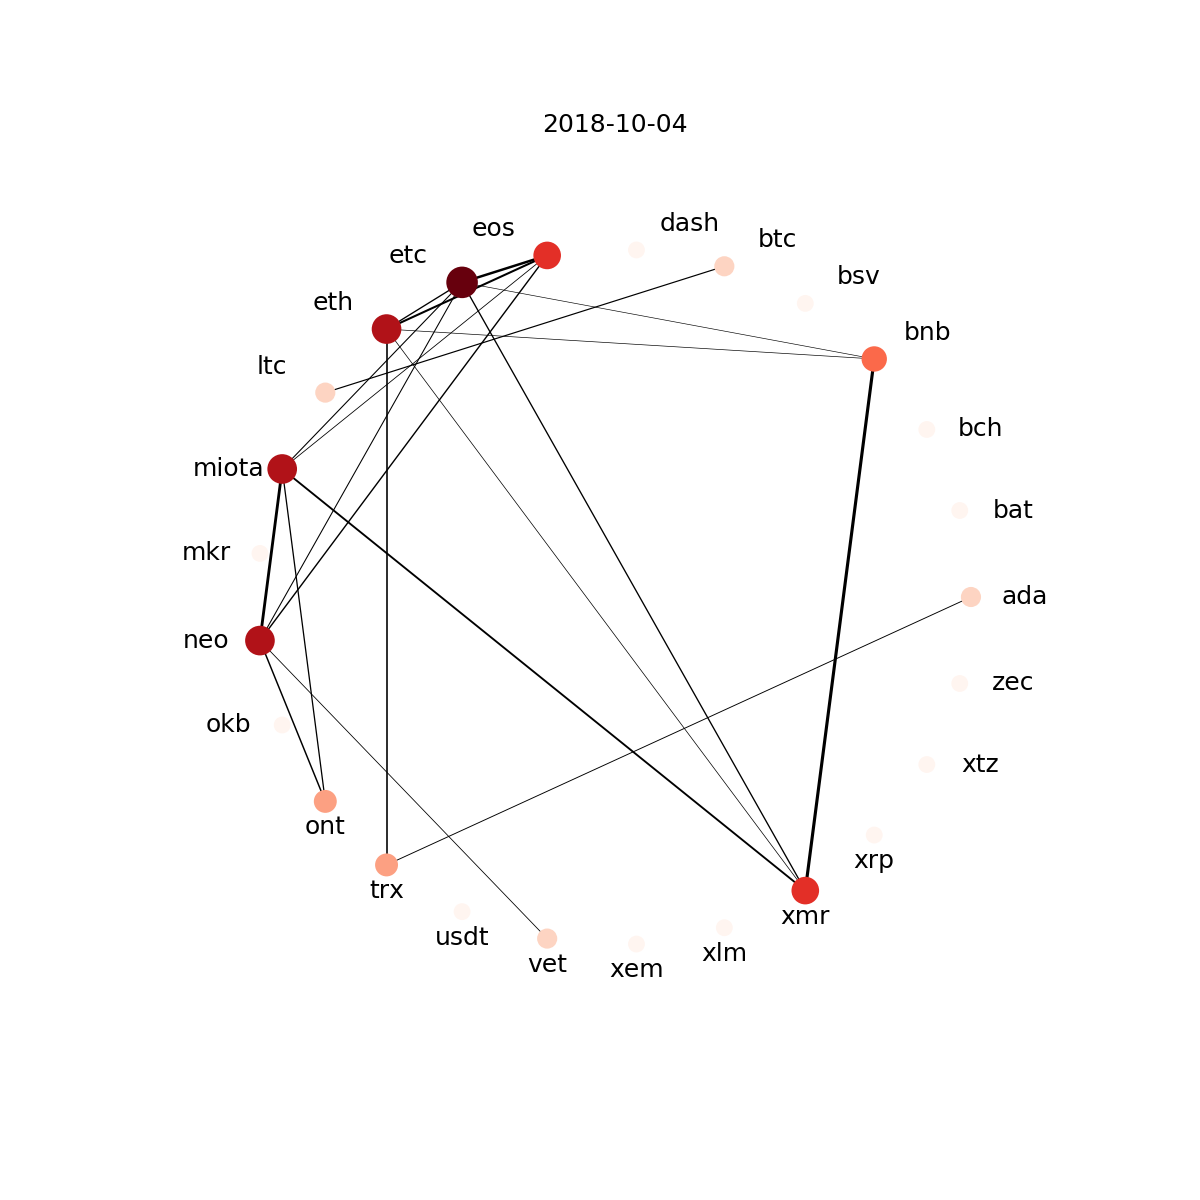 2018-10-04
dash
eos
btc
etc
bsv
eth
bnb
ltc
bch
miota
bat
mkr
ada
neo
zec
okb
xtz
ont
xrp
trx
xmr
usdt
xlm
vet
xem